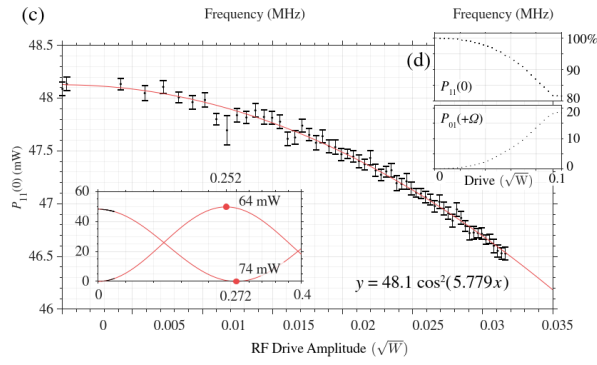 Frequency (MHz)
Frequency (MHz)
(c)
48.5
48
47.5
47
46.5
46
P₁₁(0) (mW)
0
0.005
0.01
0.015
0.02
0.025
0.03
0.035
RF Drive Amplitude (√W)
y = 48.1 cos²(5.779x)
0.252
60
40
20
0
64 mW
74 mW
0
0.272
0.4
(d)
100%
90
80
P₁₁(0)
20
10
0
P₀₁(+Ω)
0
Drive (√W)
0.1